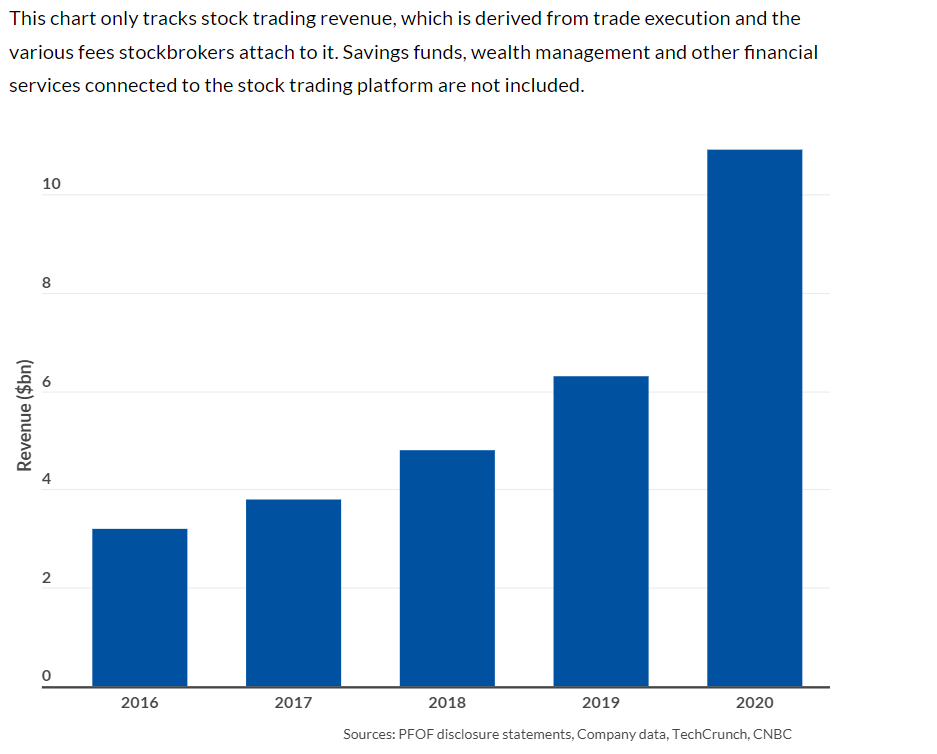 This chart only tracks stock trading revenue, which is derived from trade execution and the
various fees stockbrokers attach to it. Savings funds, wealth management and other financial
services connected to the stock trading platform are not included.
10
8
6
4
2
0
Revenue ($bn)
2016 2017 2018 2019 2020
Sources: PFOF disclosure statements, Company data, TechCrunch, CNBC